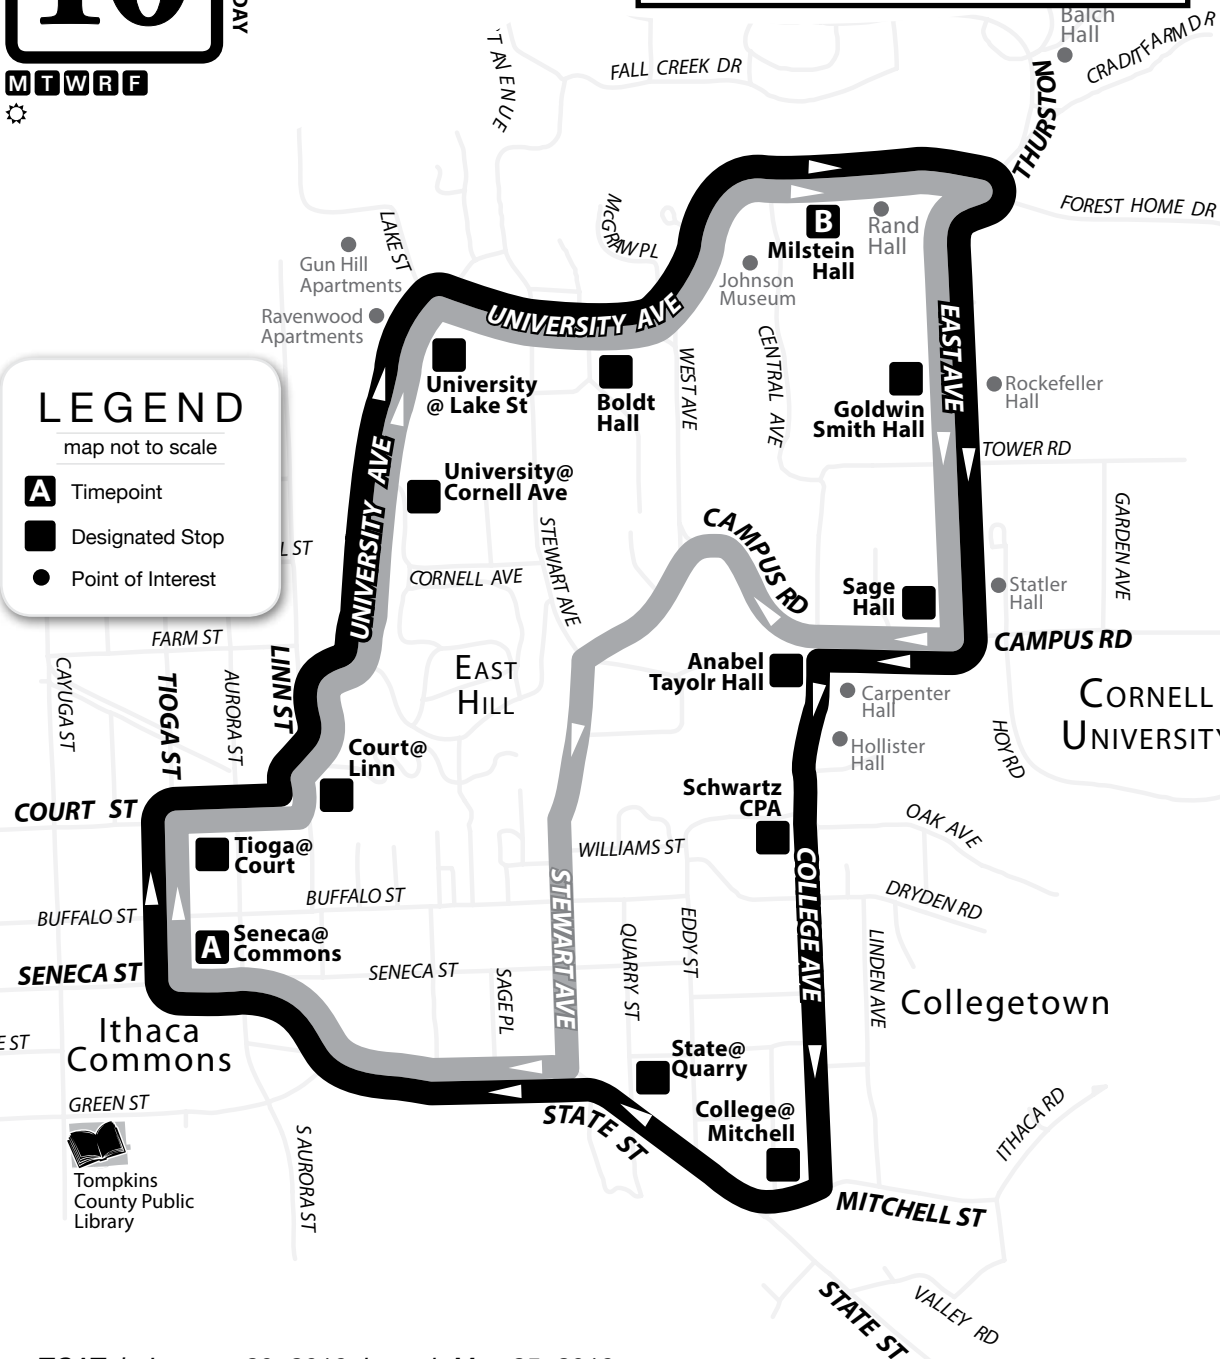 10
DAY
M T W R F
Balch
Hall
CRADIT FARM DR
FALL CREEK DR
THURSTON
FOREST HOME DR
McGRAW PL
B
Rand
Hall
Milstein
Hall
LAKE ST
Gun Hill
Apartments
Johnson
Museum
Ravenwood
Apartments
UNIVERSITY AVE
EAST AVE
CENTRAL AVE
WEST AVE
University
@ Lake St
Boldt
Hall
Rockefeller
Hall
Goldwin
Smith Hall
TOWER RD
LEGEND
map not to scale
A Timepoint
Designated Stop
Point of Interest
University@
Cornell Ave
UNIVERSITY AVE
STEWART AVE
CAMPUS RD
GARDEN AVE
L ST
CORNELL AVE
Sage
Hall
Statler
Hall
FARM ST
CAMPUS RD
LINN ST
CAYUGA ST
TIOGA ST
AURORA ST
EAST
HILL
Anabel
Tayolr Hall
Carpenter
Hall
CORNELL
UNIVERSITY
Hollister
Hall
HOY RD
Court@
Linn
Schwartz
CPA
COURT ST
OAK AVE
Tioga@
Court
WILLIAMS ST
COLLEGE AVE
STEWART AVE
BUFFALO ST
DRYDEN RD
BUFFALO ST
EDDY ST
QUARRY ST
LINDEN AVE
A
Seneca@
Commons
SENECA ST
SENECA ST
SAGE PL
Collegetown
Ithaca
Commons
E ST
State@
Quarry
GREEN ST
STATE ST
College@
Mitchell
ITHACA RD
S AURORA ST
Tompkins
County Public
Library
MITCHELL ST
VALLEY RD
STATE ST